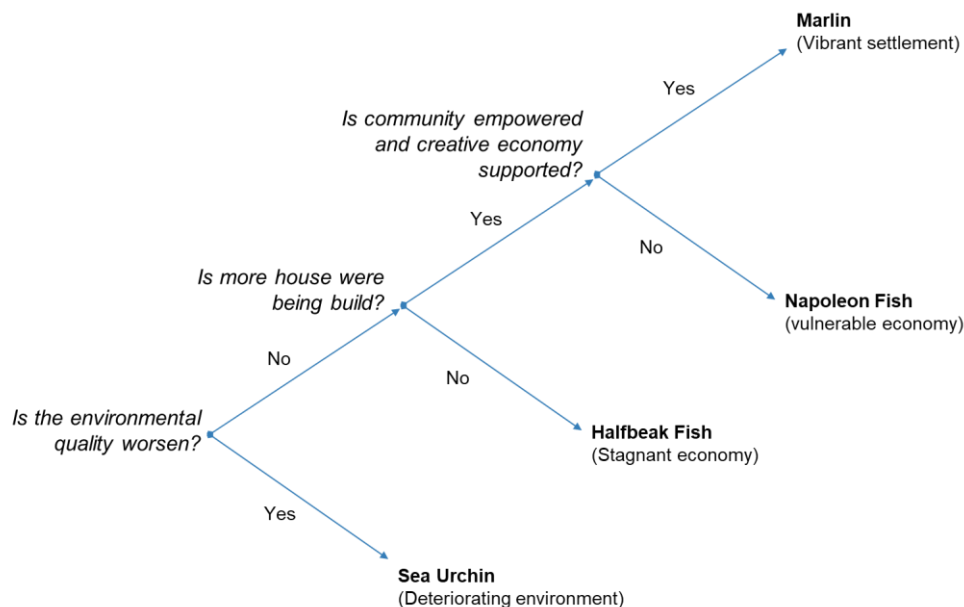 Marlin
(Vibrant settlement)
Yes
Is community empowered
and creative economy
supported?
Yes
No
Is more house were
being build?
Napoleon Fish
(vulnerable economy)
No
No
Is the environmental
quality worsen?
Halfbeak Fish
(Stagnant economy)
Yes
Sea Urchin
(Deteriorating environment)